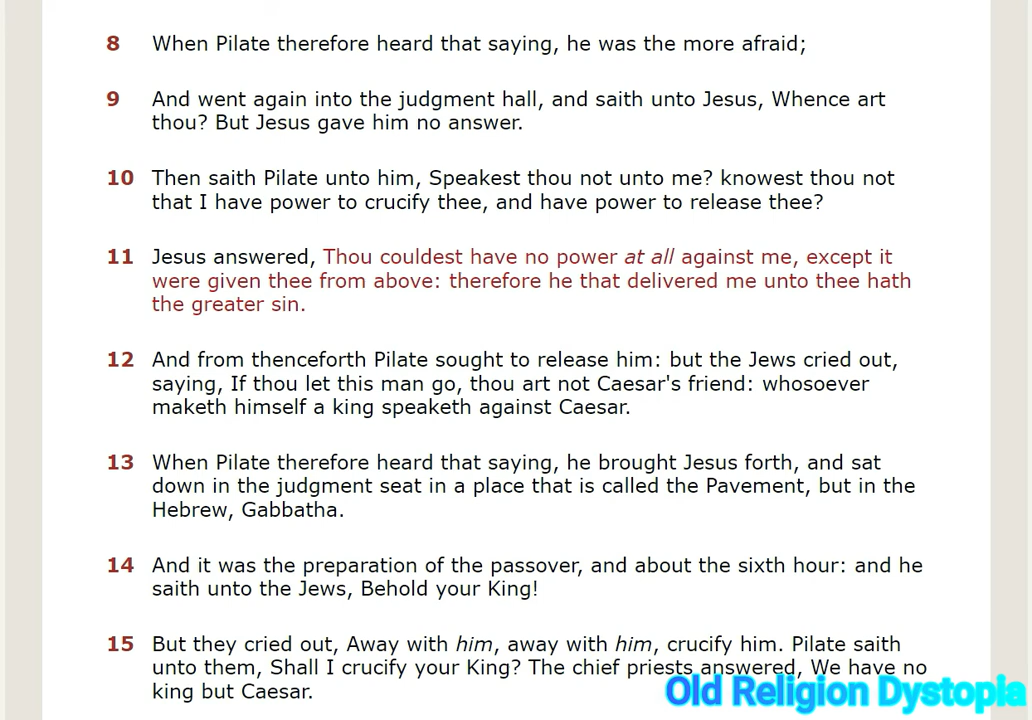 8 When Pilate therefore heard that saying, he was the more afraid;
9 And went again into the judgment hall, and saith unto Jesus, Whence art
thou? But Jesus gave him no answer.
10 Then saith Pilate unto him, Speakest thou not unto me? knowest thou not
that I have power to crucify thee, and have power to release thee?
11 Jesus answered, Thou couldest have no power at all against me, except it
were given thee from above: therefore he that delivered me unto thee hath
the greater sin.
12 And from thenceforth Pilate sought to release him: but the Jews cried out,
saying, If thou let this man go, thou art not Caesar's friend: whosoever
maketh himself a king speaketh against Caesar.
13 When Pilate therefore heard that saying, he brought Jesus forth, and sat
down in the judgment seat in a place that is called the Pavement, but in the
Hebrew, Gabbatha.
14 And it was the preparation of the passover, and about the sixth hour: and he
saith unto the Jews, Behold your King!
15 But they cried out, Away with him, away with him, crucify him. Pilate saith
unto them, Shall I crucify your King? The chief priests answered, We have no
king but Caesar.
Old Religion Dystopia